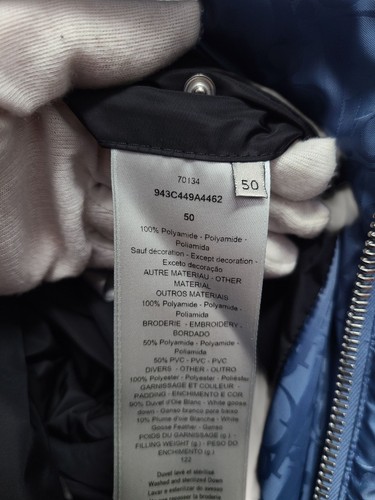 70134
943C449A4462
50
50
100% Polyamide - Polyamide -
Poliamida
Sauf décoration - Except decoration -
Exceto decoração
AUTRE MATERIAU - OTHER
MATERIAL
OUTROS MATERIAIS
100% Polyamide - Polyamide -
Poliamida
BRODERIE - EMBROIDERY -
BORDADO
50% Polyamide - Polyamide -
Poliamida
50% PVC - PVC - PVC
DIVERS - OTHER - OUTRO
100% Polyester - Polyester - Poliéster
GARNISSAGE ET COULEUR -
PADDING - ENCHIMENTO E COR
90% Duvet d'Oie Blanc - White goose
down - Ganso branco para baixo
10% Plume d'oie Blanche - White
Goose Feather - Ganso
POIDS DU GARNISSAGE (g.) -
FILLING WEIGHT (g.) - PESO DO
ENCHIMENTO (g.)
122
Duvet lavé et stérilisé
Washed and sterilized Down
Lavar e esterilizar do